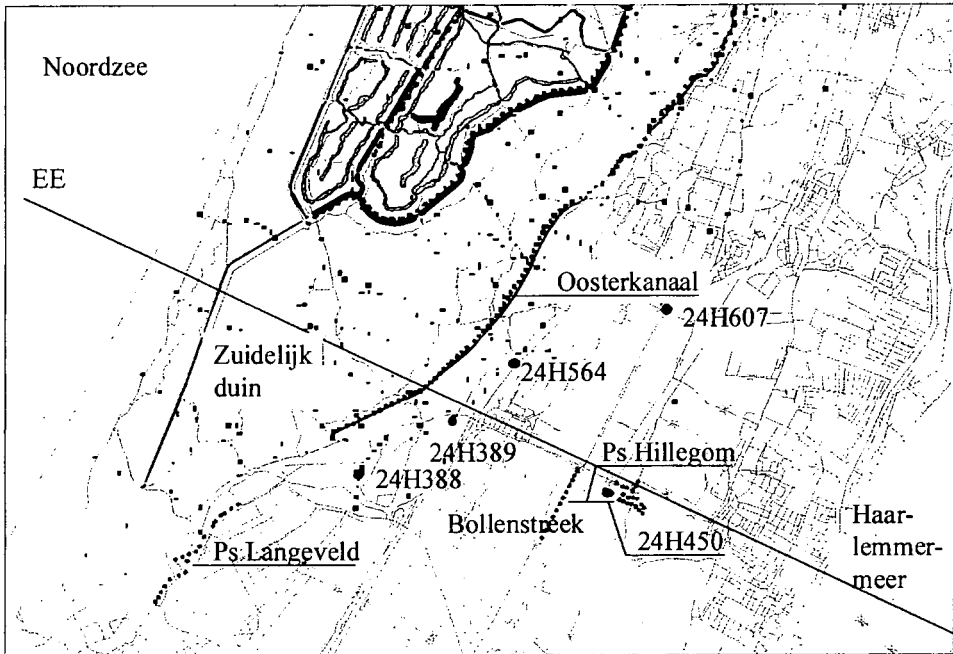 Noordzee
EE
Oosterkanaal
24H607
Zuidelijk
duin
24H564
24H389
Ps Hillegom
24H388
Bollenstreek
24H450
Haar-
lemmer-
meer
Ps.Langeveld